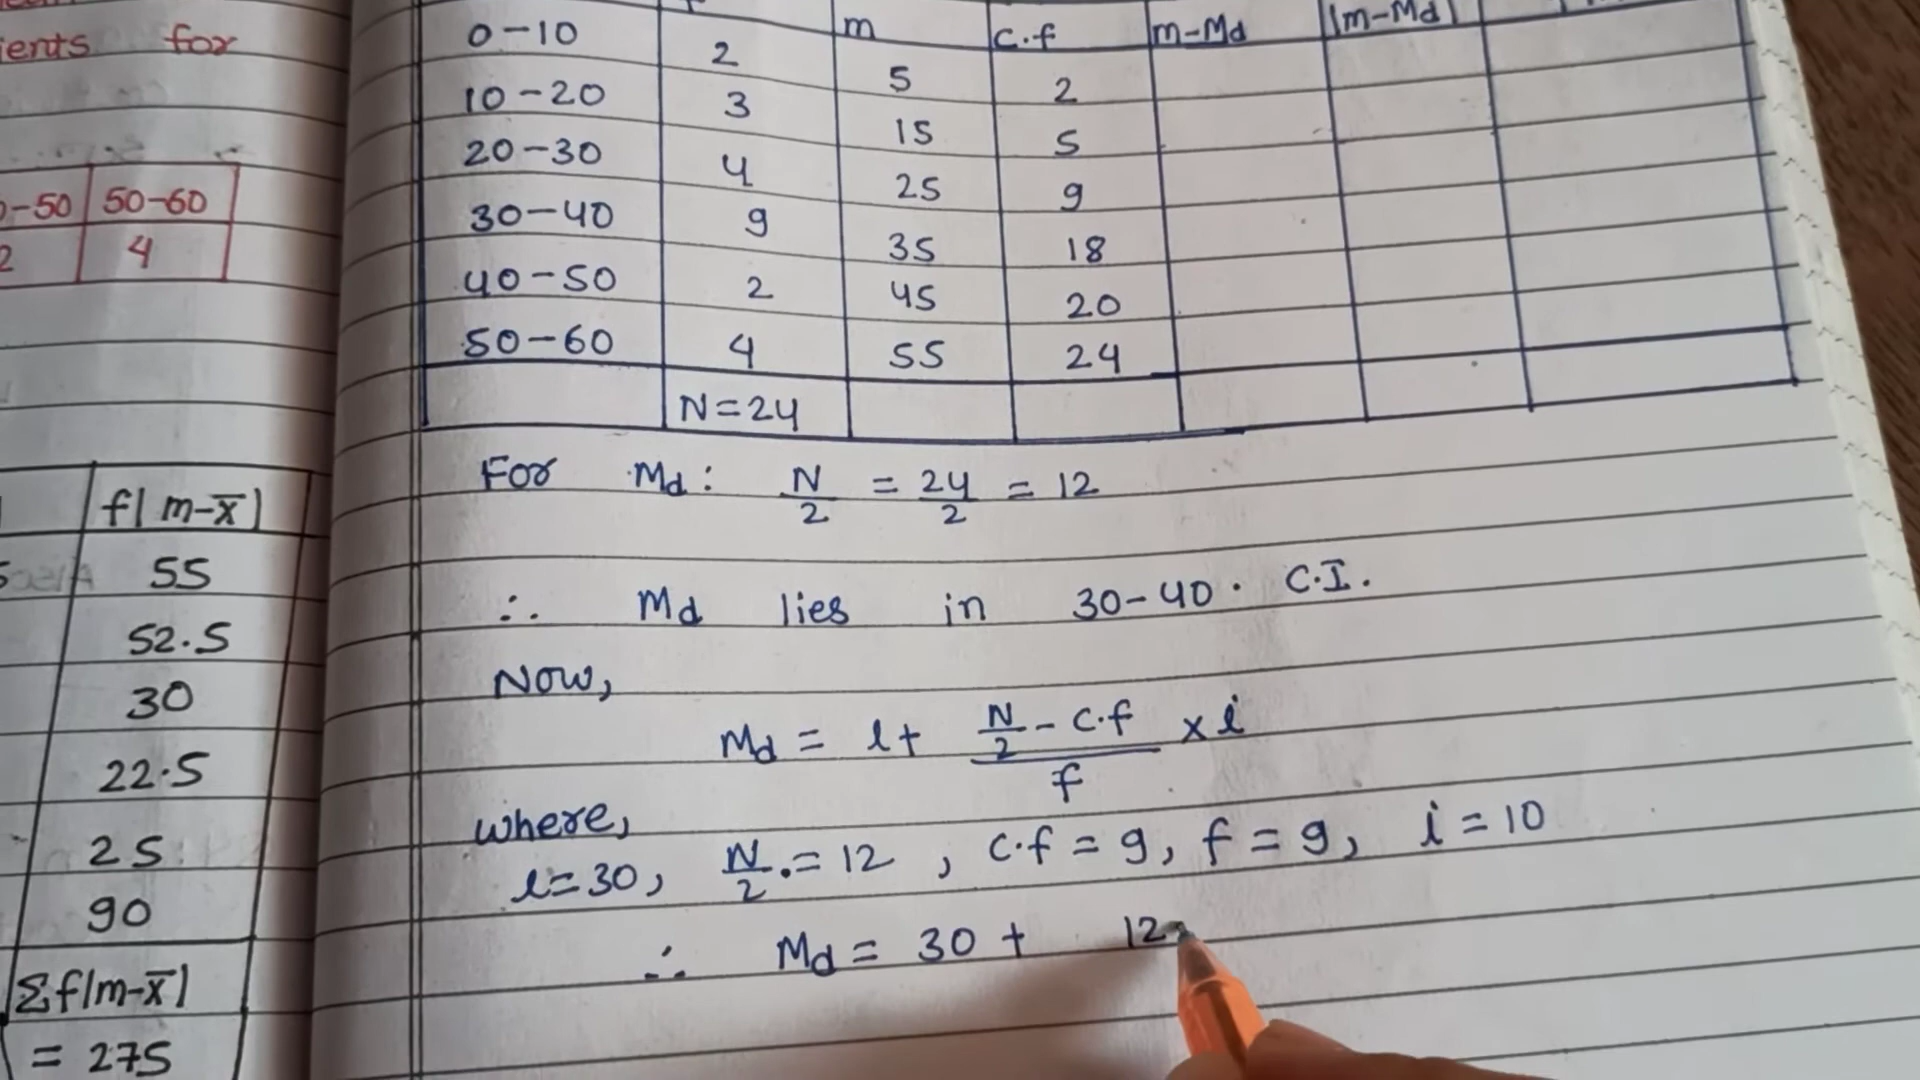 ients for
50-60
4
f|m-x̄|
55
52.5
30
22.5
25
90
Σf|m-x̄|
= 275
m c.f m-Md |m-Md|
0-10 2 5 2
10-20 3 15 5
20-30 4 25 9
30-40 9 35 18
40-50 2 45 20
50-60 4 55 24
N=24
For Md: N/2 = 24/2 = 12
∴ Md lies in 30-40. C.I.
Now,
Md = l + (N/2 - c.f)/f × i
where,
l=30, N/2.=12, c.f=9, f=9, i=10
∴ Md = 30 + 12